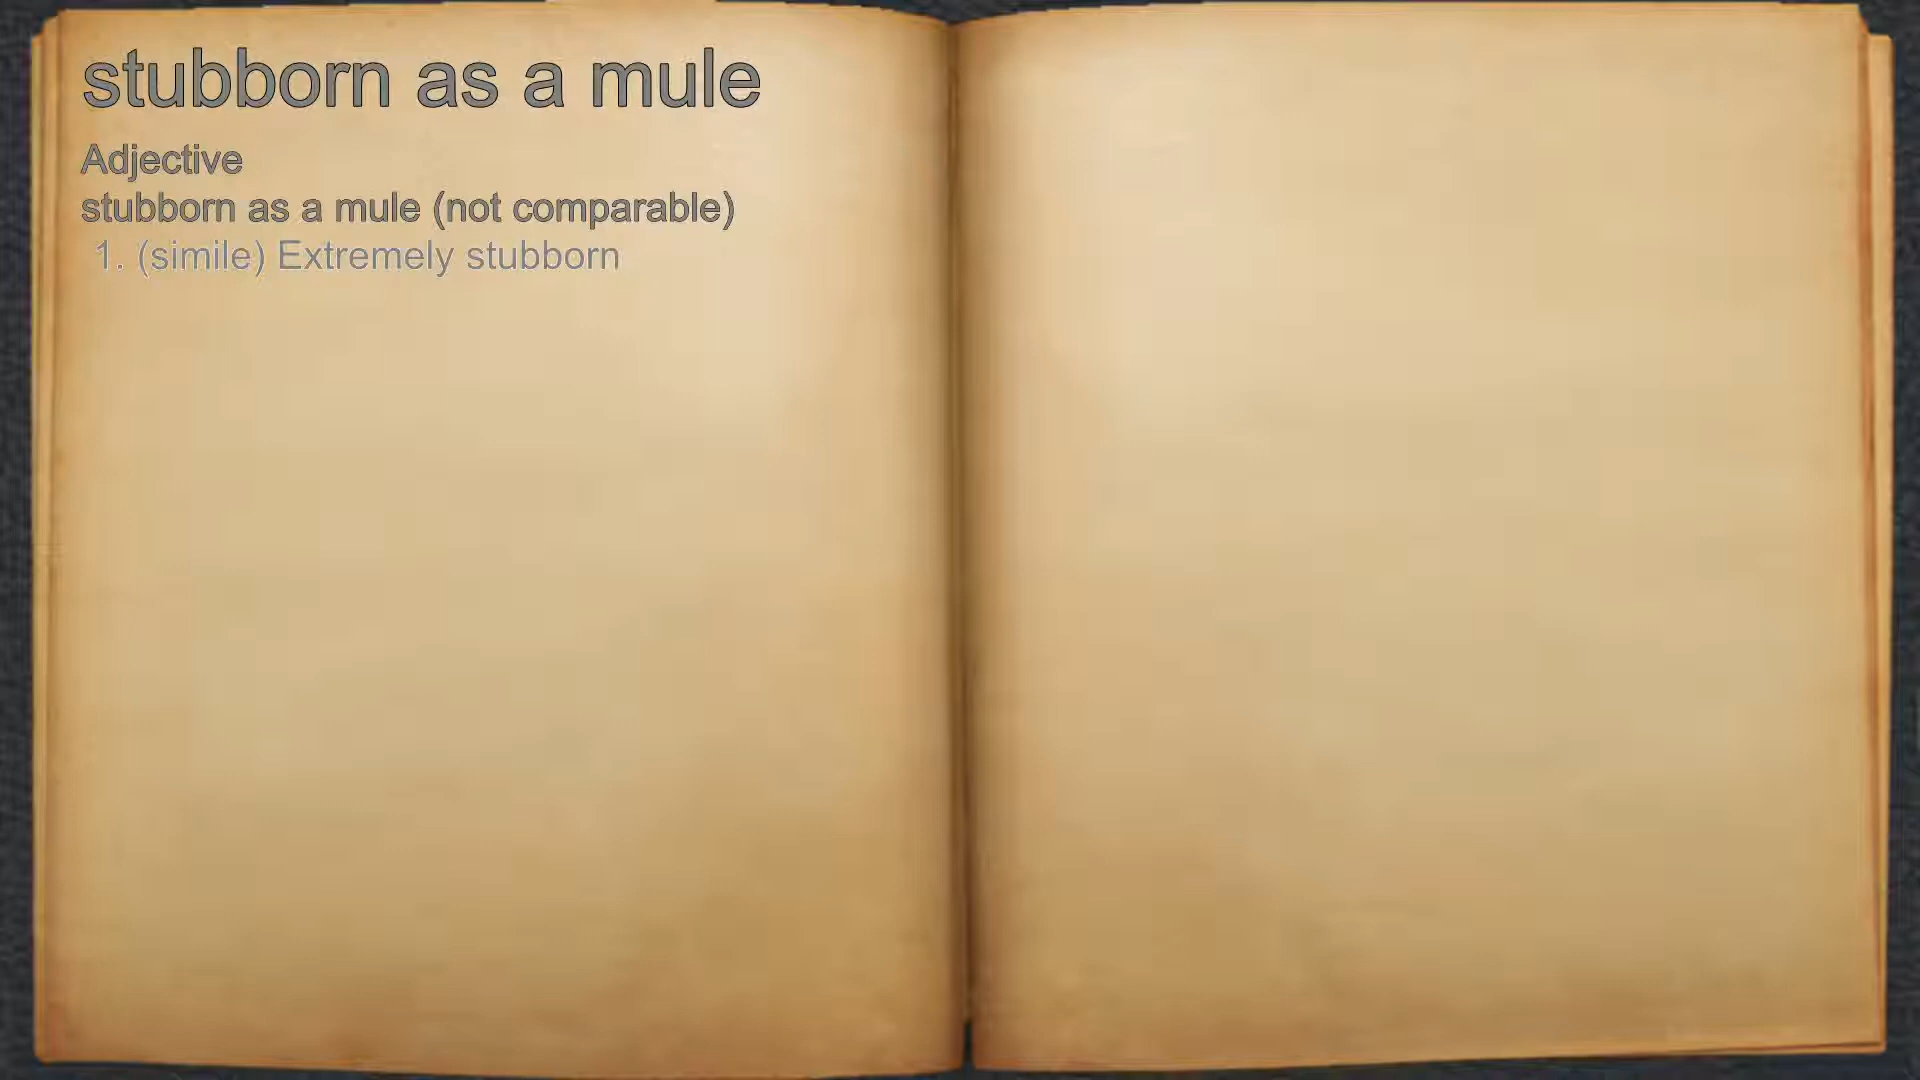 stubborn as a mule
Adjective
stubborn as a mule (not comparable)
1. (simile) Extremely stubborn